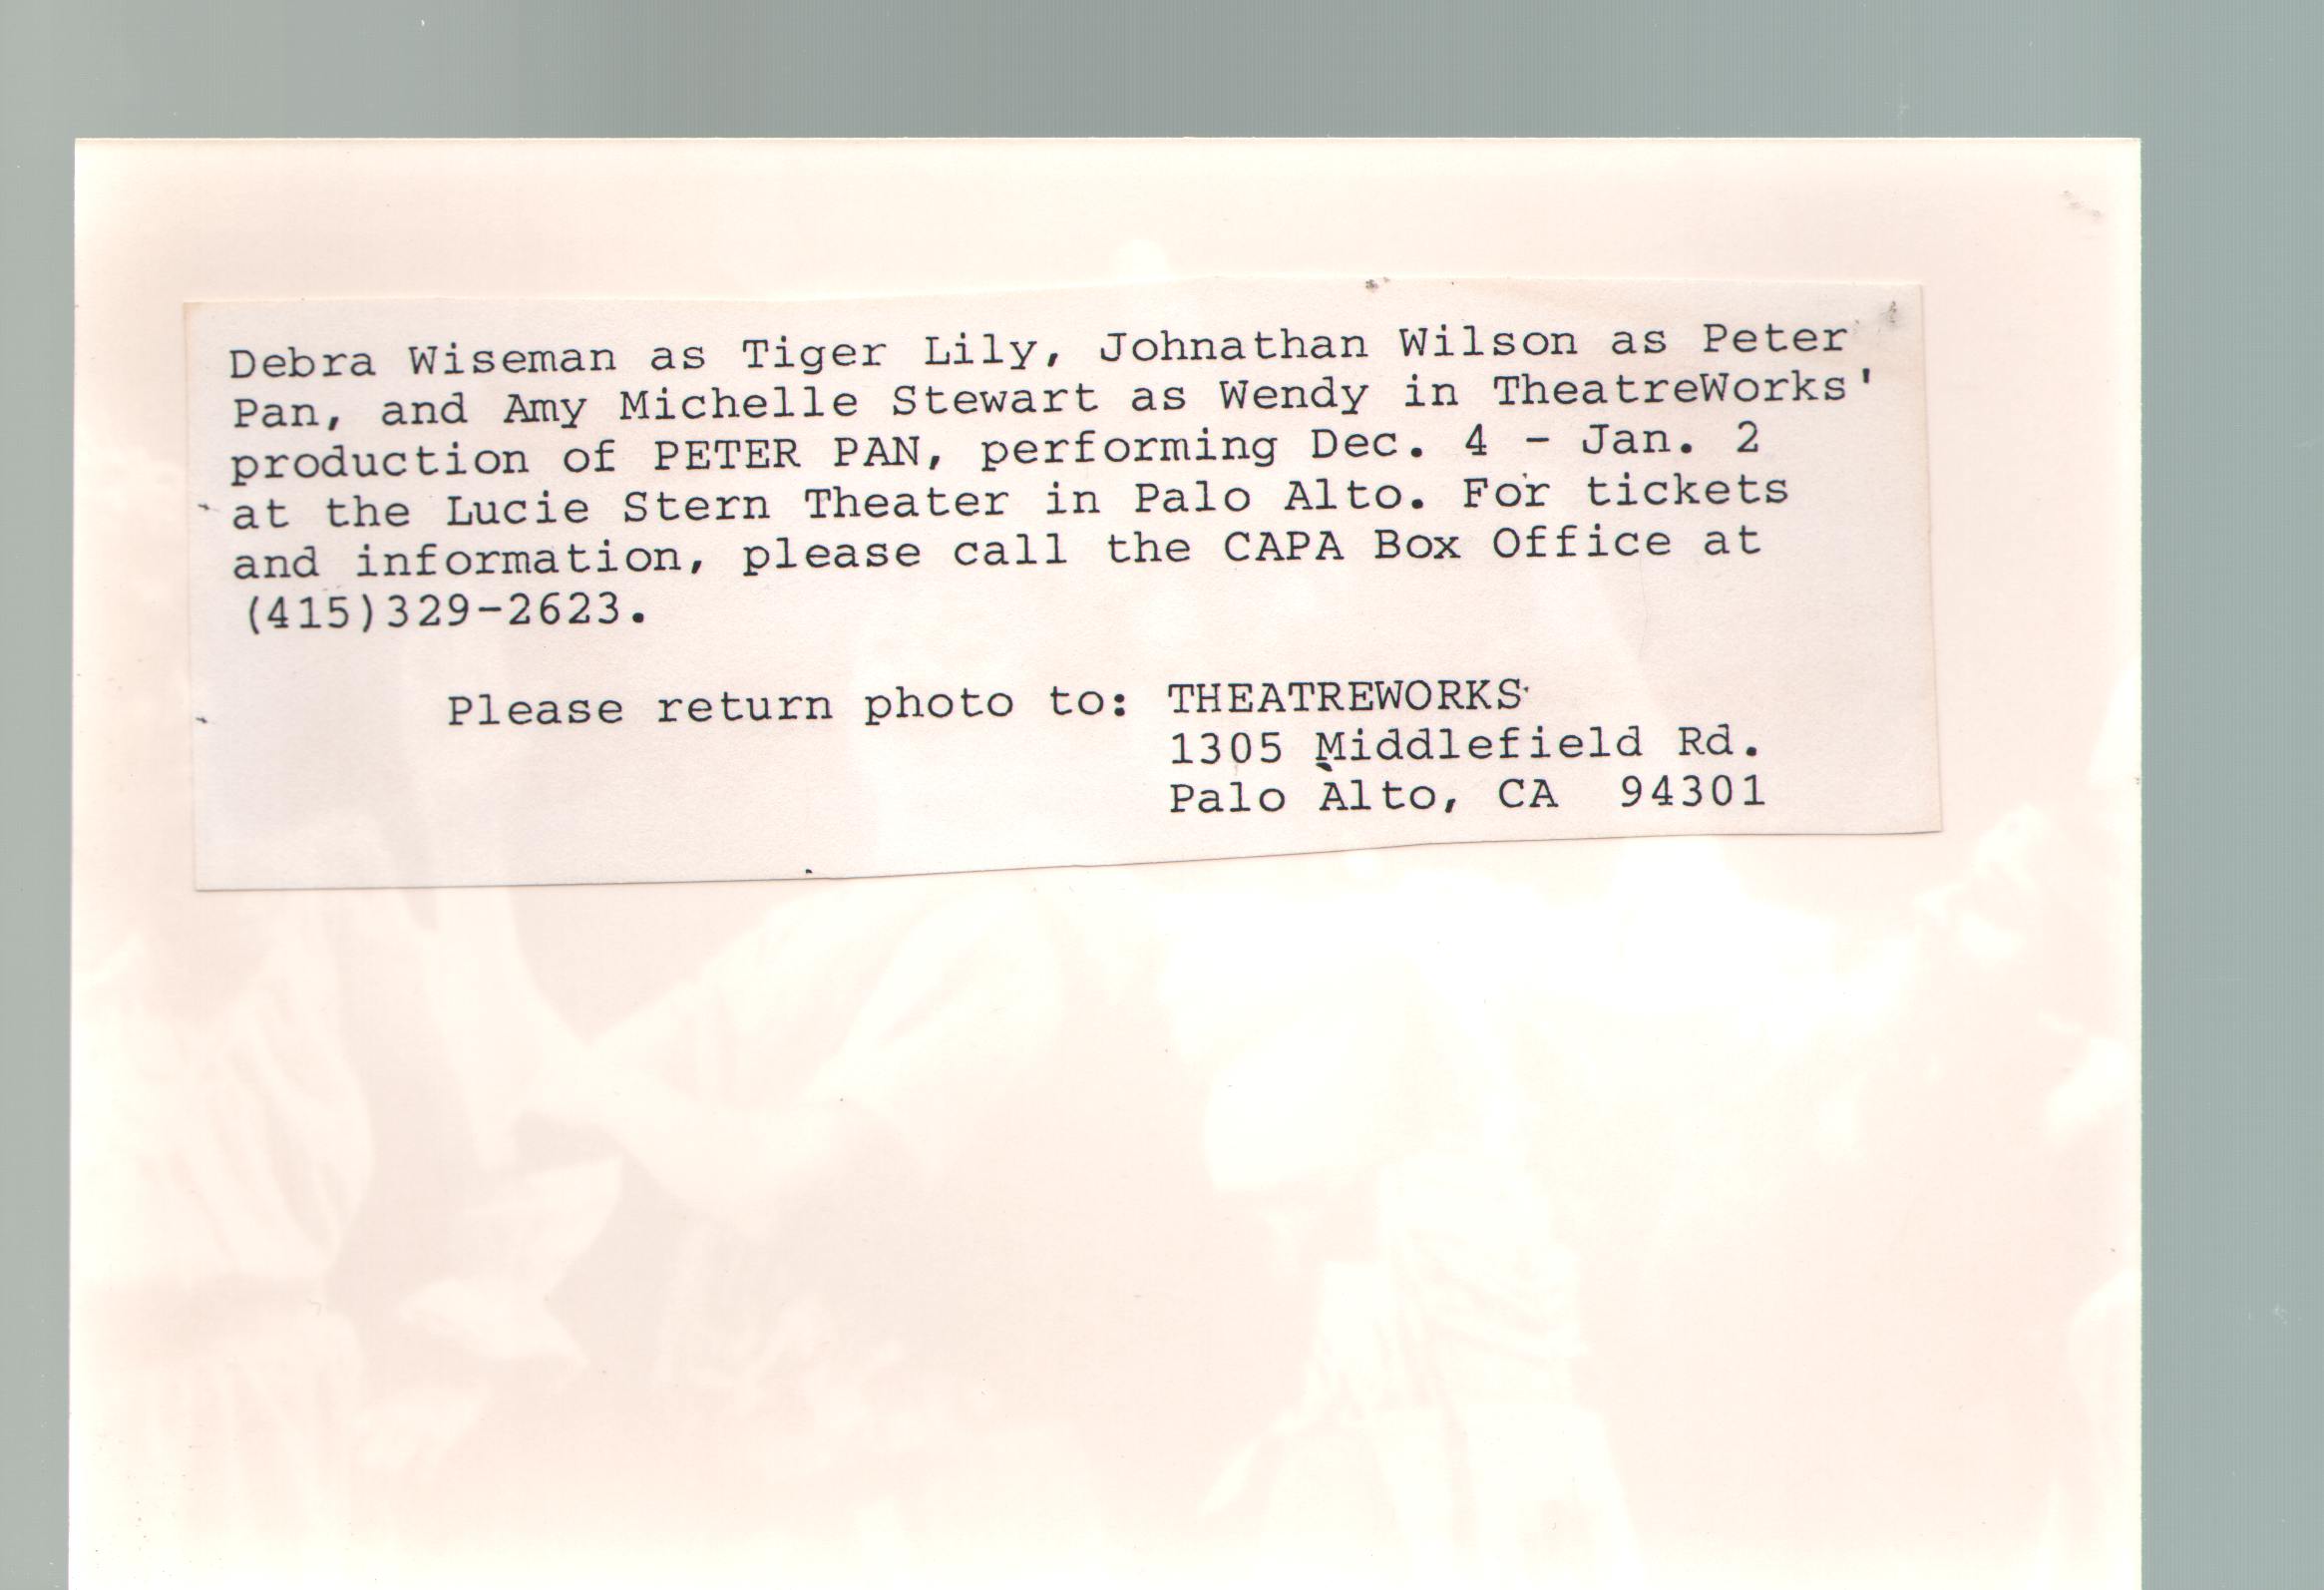 Debra Wiseman as Tiger Lily, Johnathan Wilson as Peter
Pan, and Amy Michelle Stewart as Wendy in TheatreWorks'
production of PETER PAN, performing Dec. 4 - Jan. 2
at the Lucie Stern Theater in Palo Alto. For tickets
and information, please call the CAPA Box Office at
(415)329-2623.
Please return photo to: THEATREWORKS
1305 Middlefield Rd.
Palo Alto, CA  94301